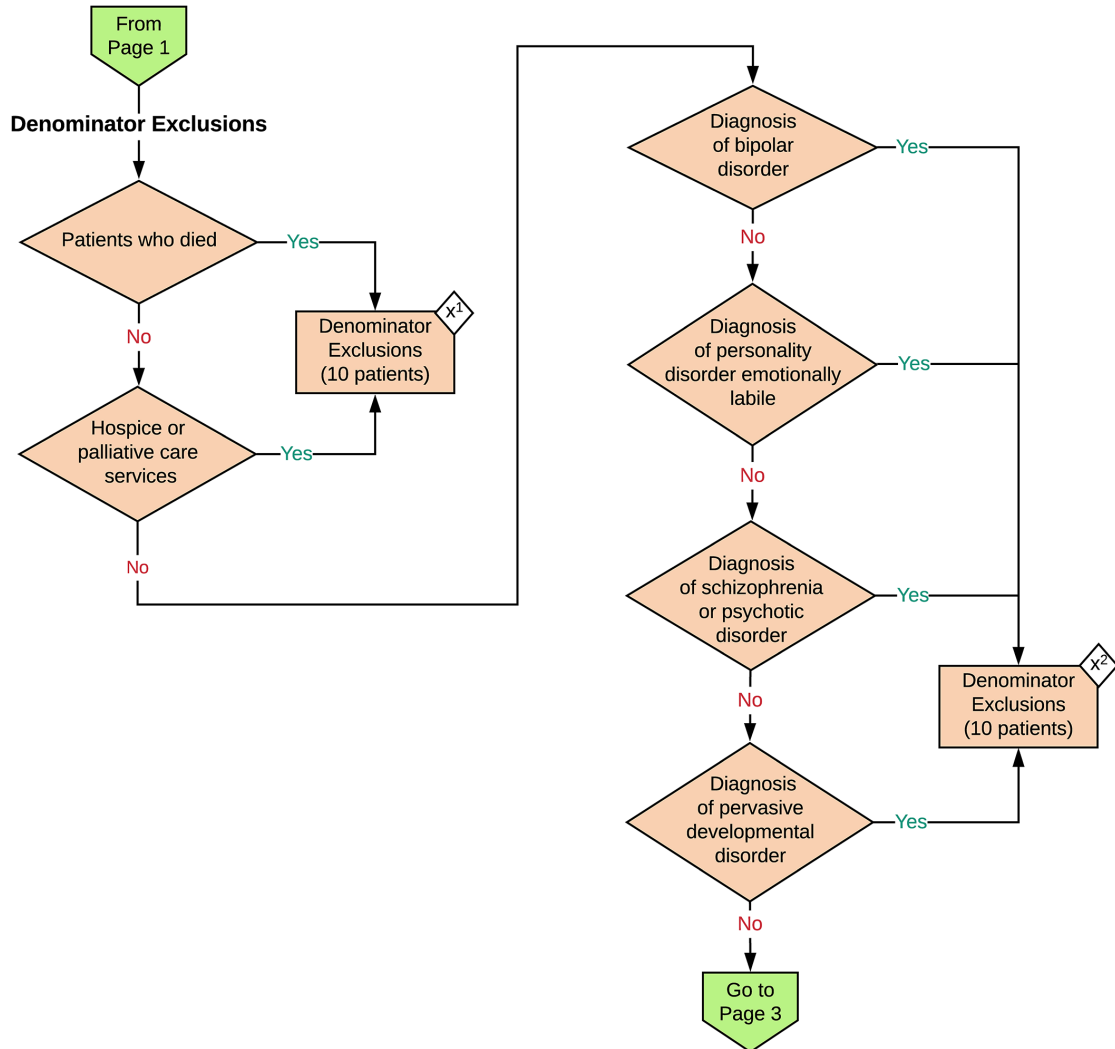 From
Page 1
Denominator Exclusions
Patients who died
Yes
No
Denominator
Exclusions
(10 patients)
x1
Hospice or
palliative care
services
Yes
No
Diagnosis
of bipolar
disorder
Yes
No
Diagnosis
of personality
disorder emotionally
labile
Yes
No
Diagnosis
of schizophrenia
or psychotic
disorder
Yes
No
Denominator
Exclusions
(10 patients)
x2
Diagnosis
of pervasive
developmental
disorder
Yes
No
Go to
Page 3